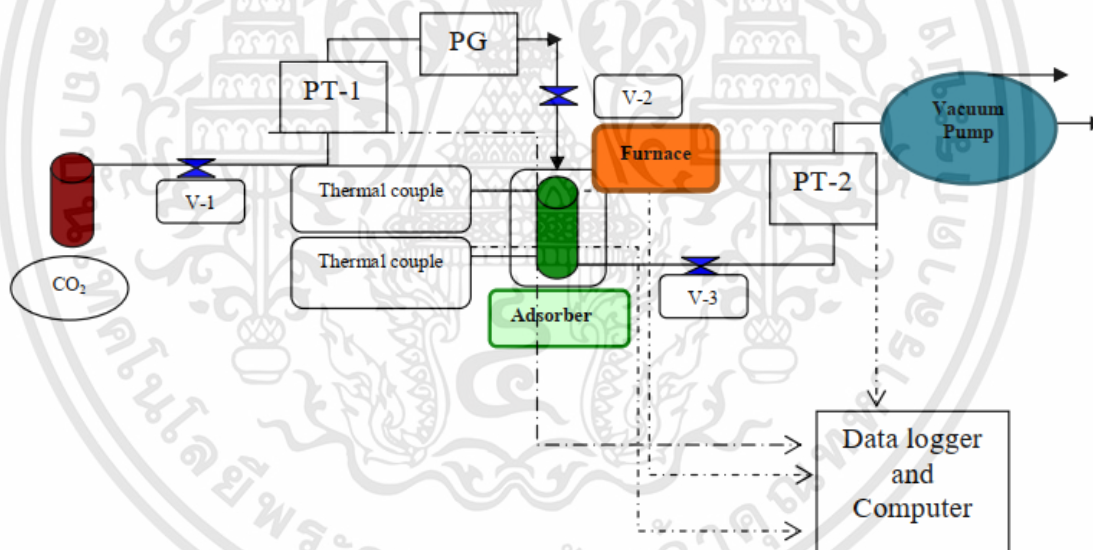 PG
PT-1
V-2
Vacuum
Pump
Furnace
PT-2
Thermal couple
V-1
Thermal couple
CO₂
V-3
Adsorber
Data logger
and
Computer